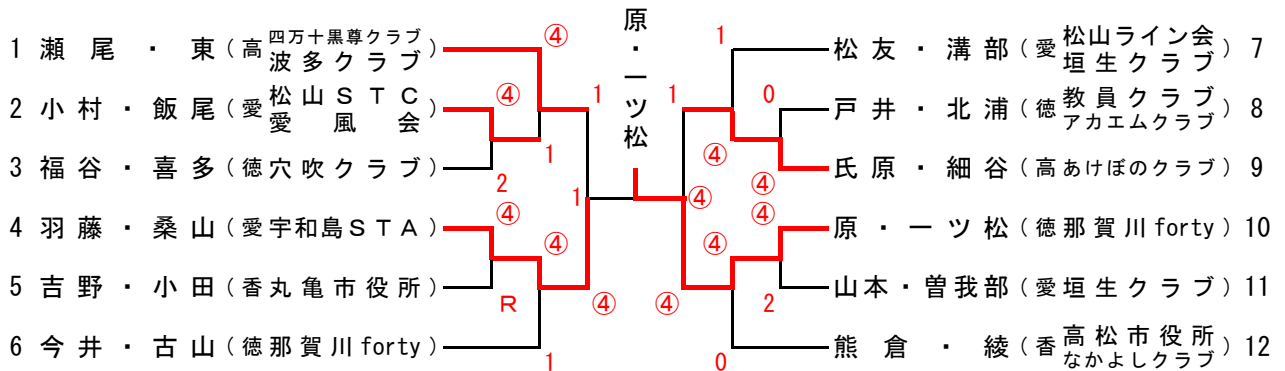 1 瀬尾・東 (高 四万十黒尊クラブ 波多クラブ)
2 小村・飯尾 (愛 松山STC 愛風会)
3 福谷・喜多 (徳 穴吹クラブ)
4 羽藤・桑山 (愛 宇和島STA)
5 吉野・小田 (香 丸亀市役所)
6 今井・古山 (徳 那賀川forty)
④
④
1
2
1
④
④
R
④
1
1
原・一ツ松
1
1
0
④
④
④
④
④
④
2
0
松友・溝部 (愛 松山ライン会 垣生クラブ) 7
戸井・北浦 (徳 教員クラブ アカエムクラブ) 8
氏原・細谷 (高 あけぼのクラブ) 9
原・一ツ松 (徳 那賀川forty) 10
山本・曽我部 (愛 垣生クラブ) 11
熊倉・綾 (香 高松市役所 なかよしクラブ) 12